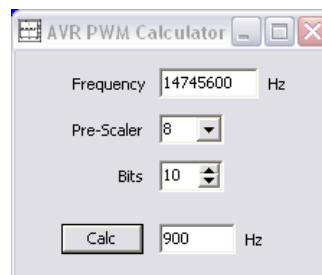 AVR PWM Calculator
Frequency 14745600 Hz
Pre-Scaler 8
Bits 10
Calc 900 Hz